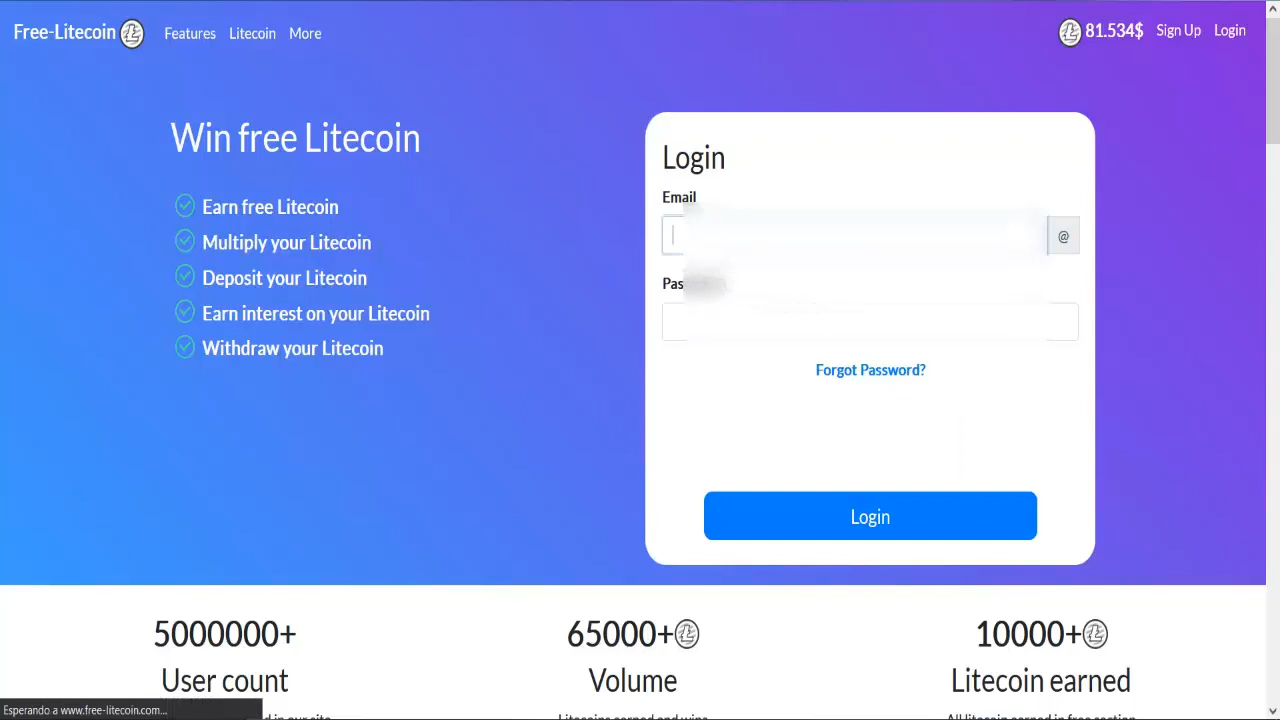 Free-Litecoin Features Litecoin More 81.534$ Sign Up Login
Win free Litecoin
Earn free Litecoin
Multiply your Litecoin
Deposit your Litecoin
Earn interest on your Litecoin
Withdraw your Litecoin
Login
Email
@
Forgot Password?
Login
5000000+
User count
65000+
Volume
10000+
Litecoin earned
Esperando a www.free-litecoin.com...